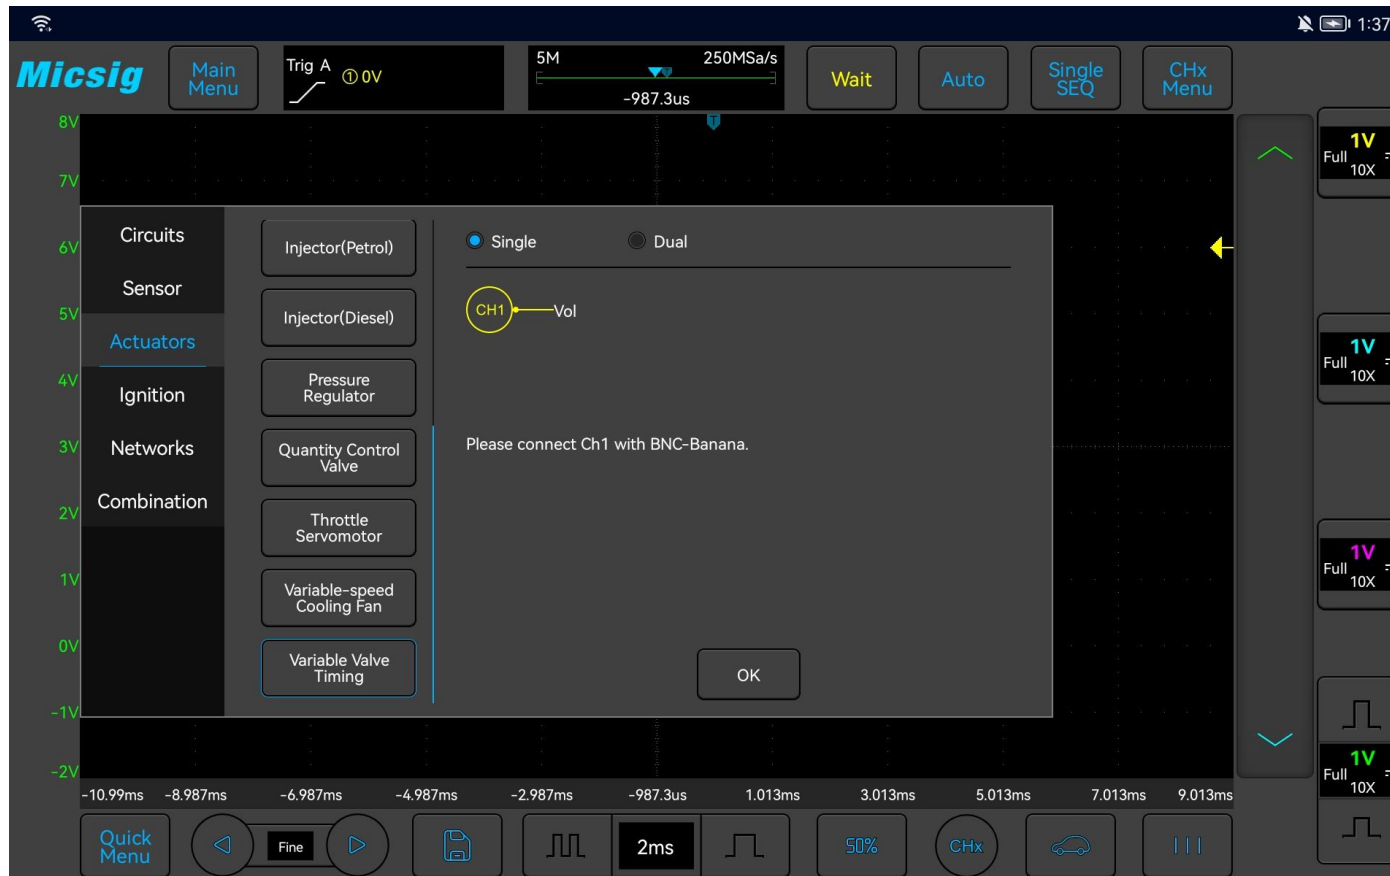 1:37
Micsig
Main
Menu
Trig A
① 0V
5M
250MSa/s
-987.3us
Wait
Auto
Single
SEQ
CHx
Menu
T
8V
7V
6V
5V
4V
3V
2V
1V
0V
-1V
-2V
Circuits
Sensor
Actuators
Ignition
Networks
Combination
Injector(Petrol)
Injector(Diesel)
Pressure
Regulator
Quantity Control
Valve
Throttle
Servomotor
Variable-speed
Cooling Fan
Variable Valve
Timing
Single
Dual
CH1
Vol
Please connect Ch1 with BNC-Banana.
OK
1V
Full
10X
1V
Full
10X
1V
Full
10X
1V
Full
10X
-10.99ms -8.987ms -6.987ms -4.987ms -2.987ms -987.3us 1.013ms 3.013ms 5.013ms 7.013ms 9.013ms
Quick
Menu
Fine
2ms
50%
CHx